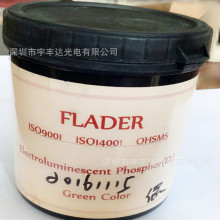 深圳市宇丰达光电有限公司
FLADER
ISO9001 ISO14001 OHSMS
Electroluminescent Phosphor(EL)
Green Color